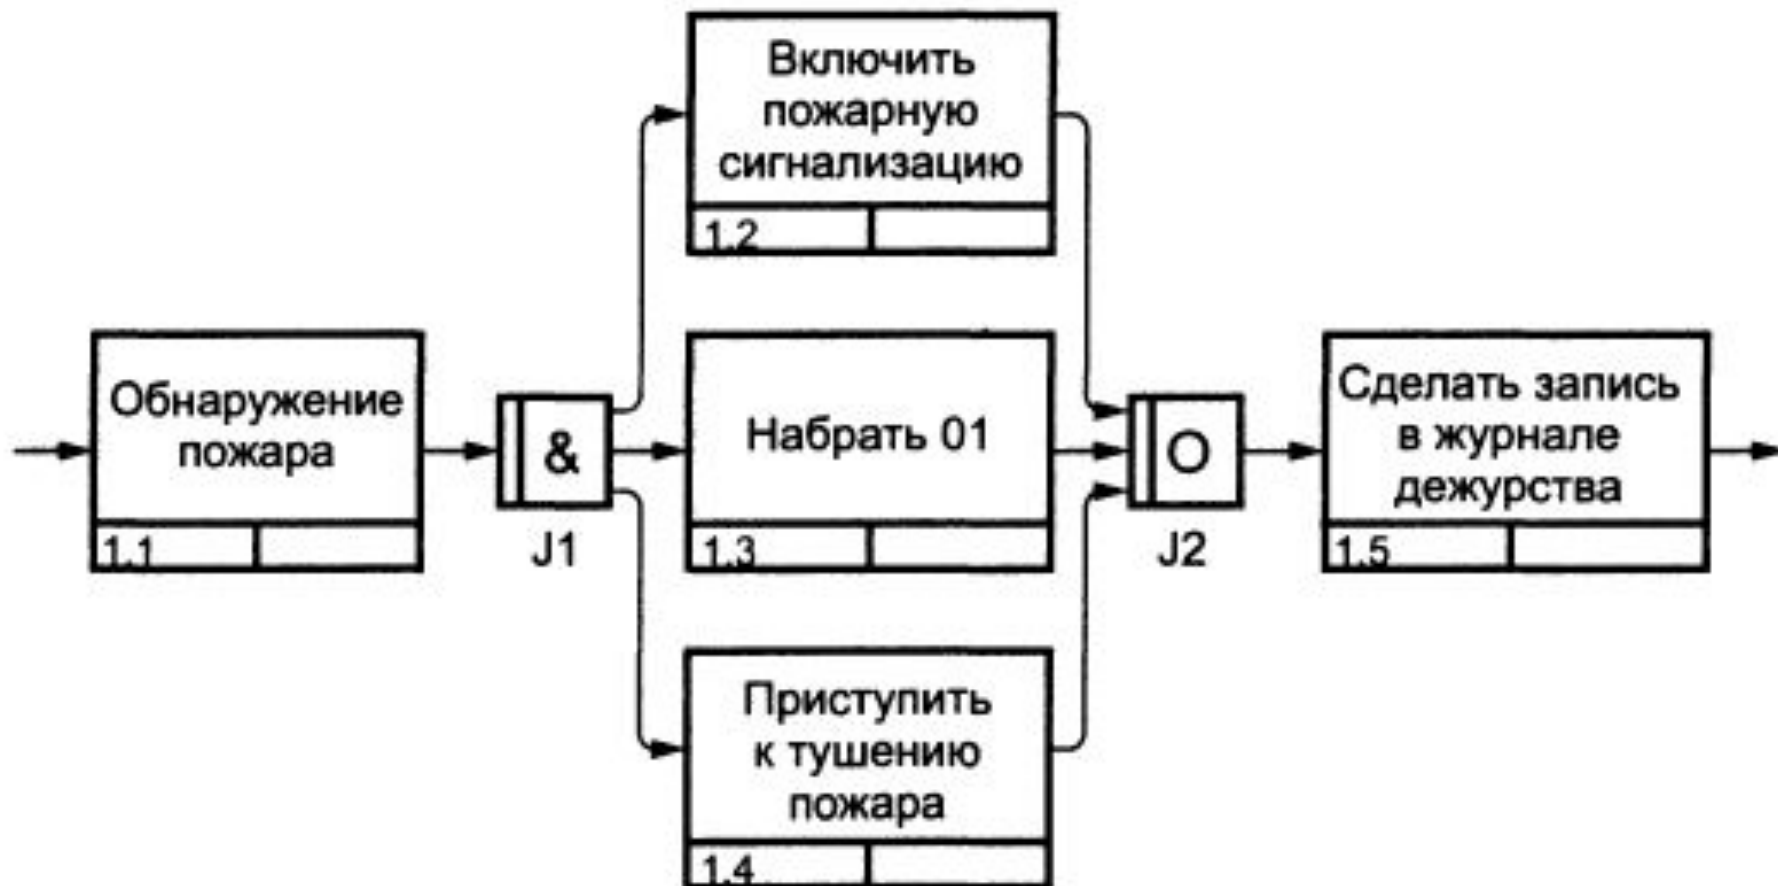 Включить
пожарную
сигнализацию
1.2
Обнаружение
пожара
1.1
&
J1
Набрать 01
1.3
O
J2
Сделать запись
в журнале
дежурства
1.5
Приступить
к тушению
пожара
1.4